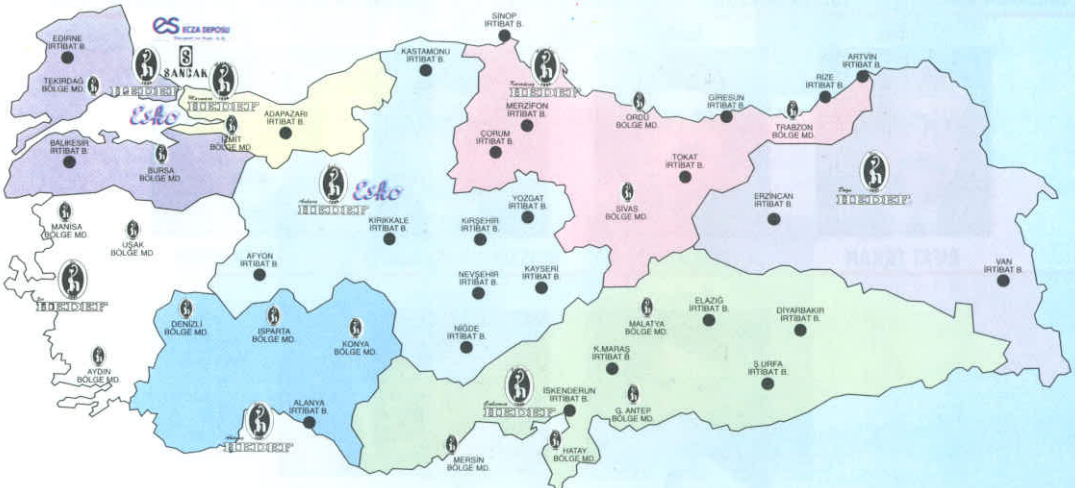 ES ECZA DEPOSU
EDİRNE
İRTİBAT B.
TEKİRDAĞ
BÖLGE MD.
HEDEF
SANCAK
Marmara
HEDEF
Esko
İZMİT
BÖLGE MD.
ADAPAZARI
İRTİBAT B.
BALIKESİR
İRTİBAT B.
BURSA
BÖLGE MD.
KASTAMONU
İRTİBAT B.
SİNOP
İRTİBAT B.
Karadeniz
HEDEF
MERZİFON
İRTİBAT B.
ÇORUM
İRTİBAT B.
ORDU
BÖLGE MD.
GİRESUN
İRTİBAT B.
TRABZON
BÖLGE MD.
RİZE
İRTİBAT B.
ARTVİN
İRTİBAT B.
TOKAT
İRTİBAT B.
SİVAS
BÖLGE MD.
ERZİNCAN
İRTİBAT B.
Doğu
HEDEF
VAN
İRTİBAT B.
Ankara
HEDEF
Esko
KIRIKKALE
İRTİBAT B.
KIRŞEHİR
İRTİBAT B.
YOZGAT
İRTİBAT B.
NEVŞEHİR
İRTİBAT B.
KAYSERİ
İRTİBAT B.
NİĞDE
İRTİBAT B.
AFYON
İRTİBAT B.
MANİSA
BÖLGE MD.
UŞAK
BÖLGE MD.
HEDEF
AYDIN
BÖLGE MD.
DENİZLİ
BÖLGE MD.
ISPARTA
BÖLGE MD.
KONYA
BÖLGE MD.
HEDEF
ALANYA
İRTİBAT B.
Çukurova
HEDEF
MERSİN
BÖLGE MD.
İSKENDERUN
İRTİBAT B.
HATAY
BÖLGE MD.
G. ANTEP
BÖLGE MD.
K.MARAŞ
İRTİBAT B.
MALATYA
BÖLGE MD.
ELAZIĞ
İRTİBAT B.
DİYARBAKIR
İRTİBAT B.
Ş.URFA
İRTİBAT B.